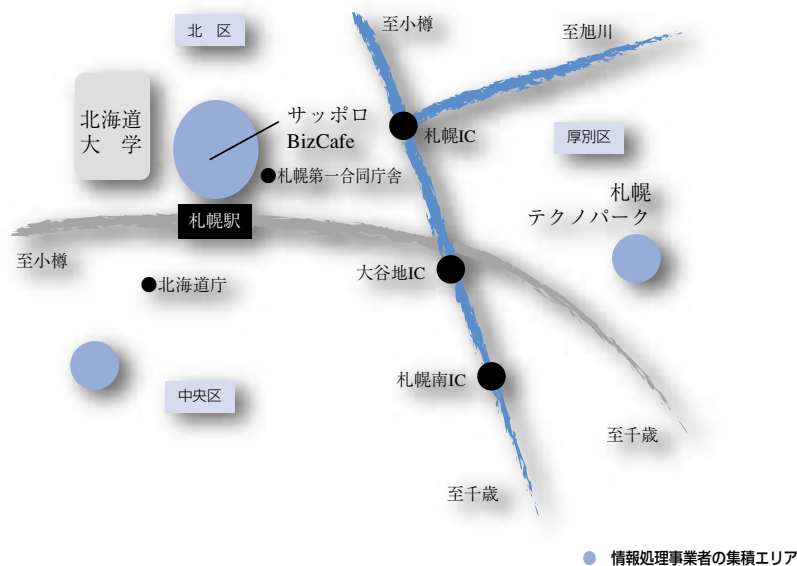 至小樽
北 区
至旭川
北海道
大　学
サッポロ
BizCafe
札幌IC
厚別区
札幌第一合同庁舎
札幌
テクノパーク
札幌駅
至小樽
大谷地IC
北海道庁
札幌南IC
中央区
至千歳
至千歳
情報処理事業者の集積エリア